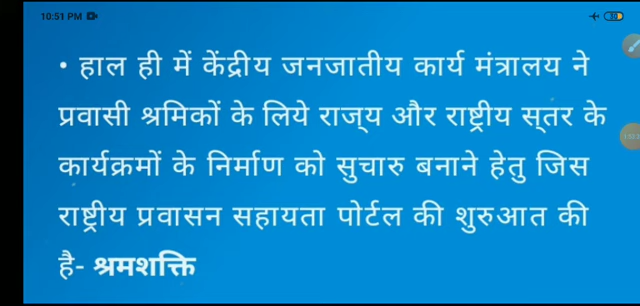 10:51 PM
59
• हाल ही में केंद्रीय जनजातीय कार्य मंत्रालय ने
प्रवासी श्रमिकों के लिये राज्य और राष्ट्रीय स्तर के
कार्यक्रमों के निर्माण को सुचारु बनाने हेतु जिस
राष्ट्रीय प्रवासन सहायता पोर्टल की शुरुआत की
है- श्रमशक्ति